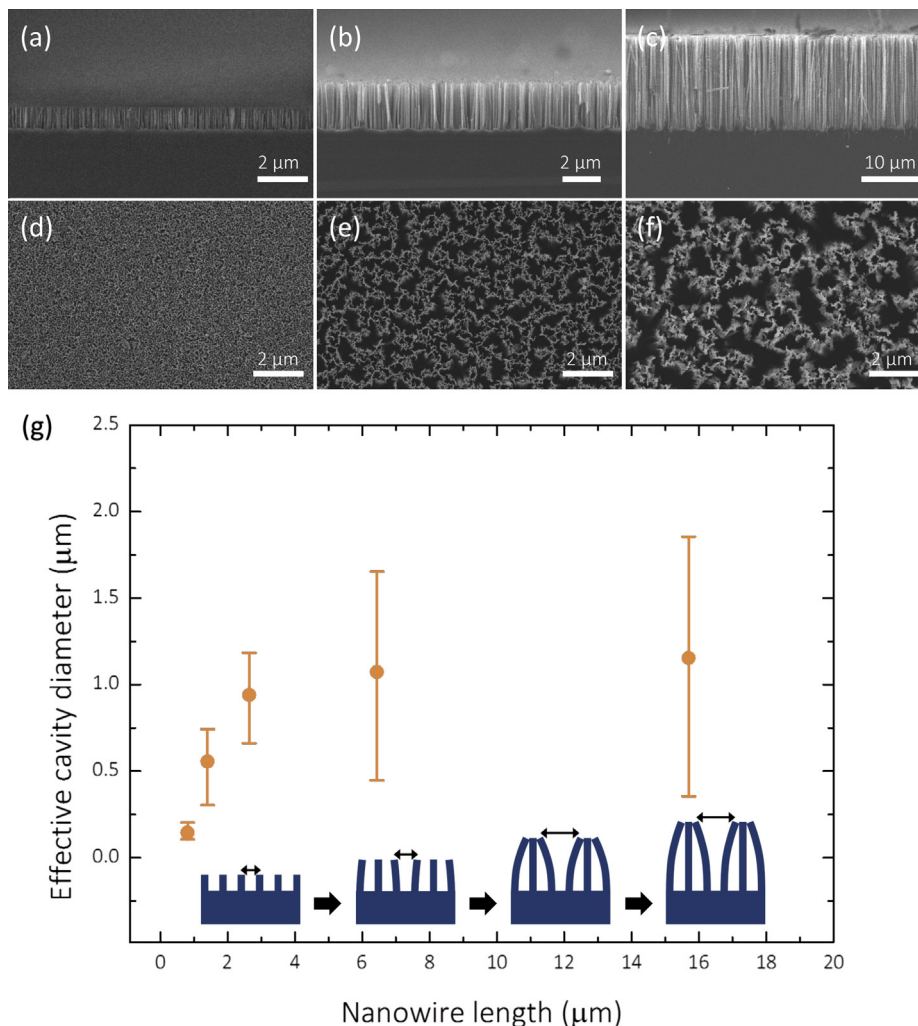 (a)
(b)
(c)
2 μm
2 μm
10 μm
(d)
(e)
(f)
2 μm
2 μm
2 μm
(g)
2.5
2.0
1.5
1.0
0.5
0.0
Effective cavity diameter (μm)
0 2 4 6 8 10 12 14 16 18 20
Nanowire length (μm)